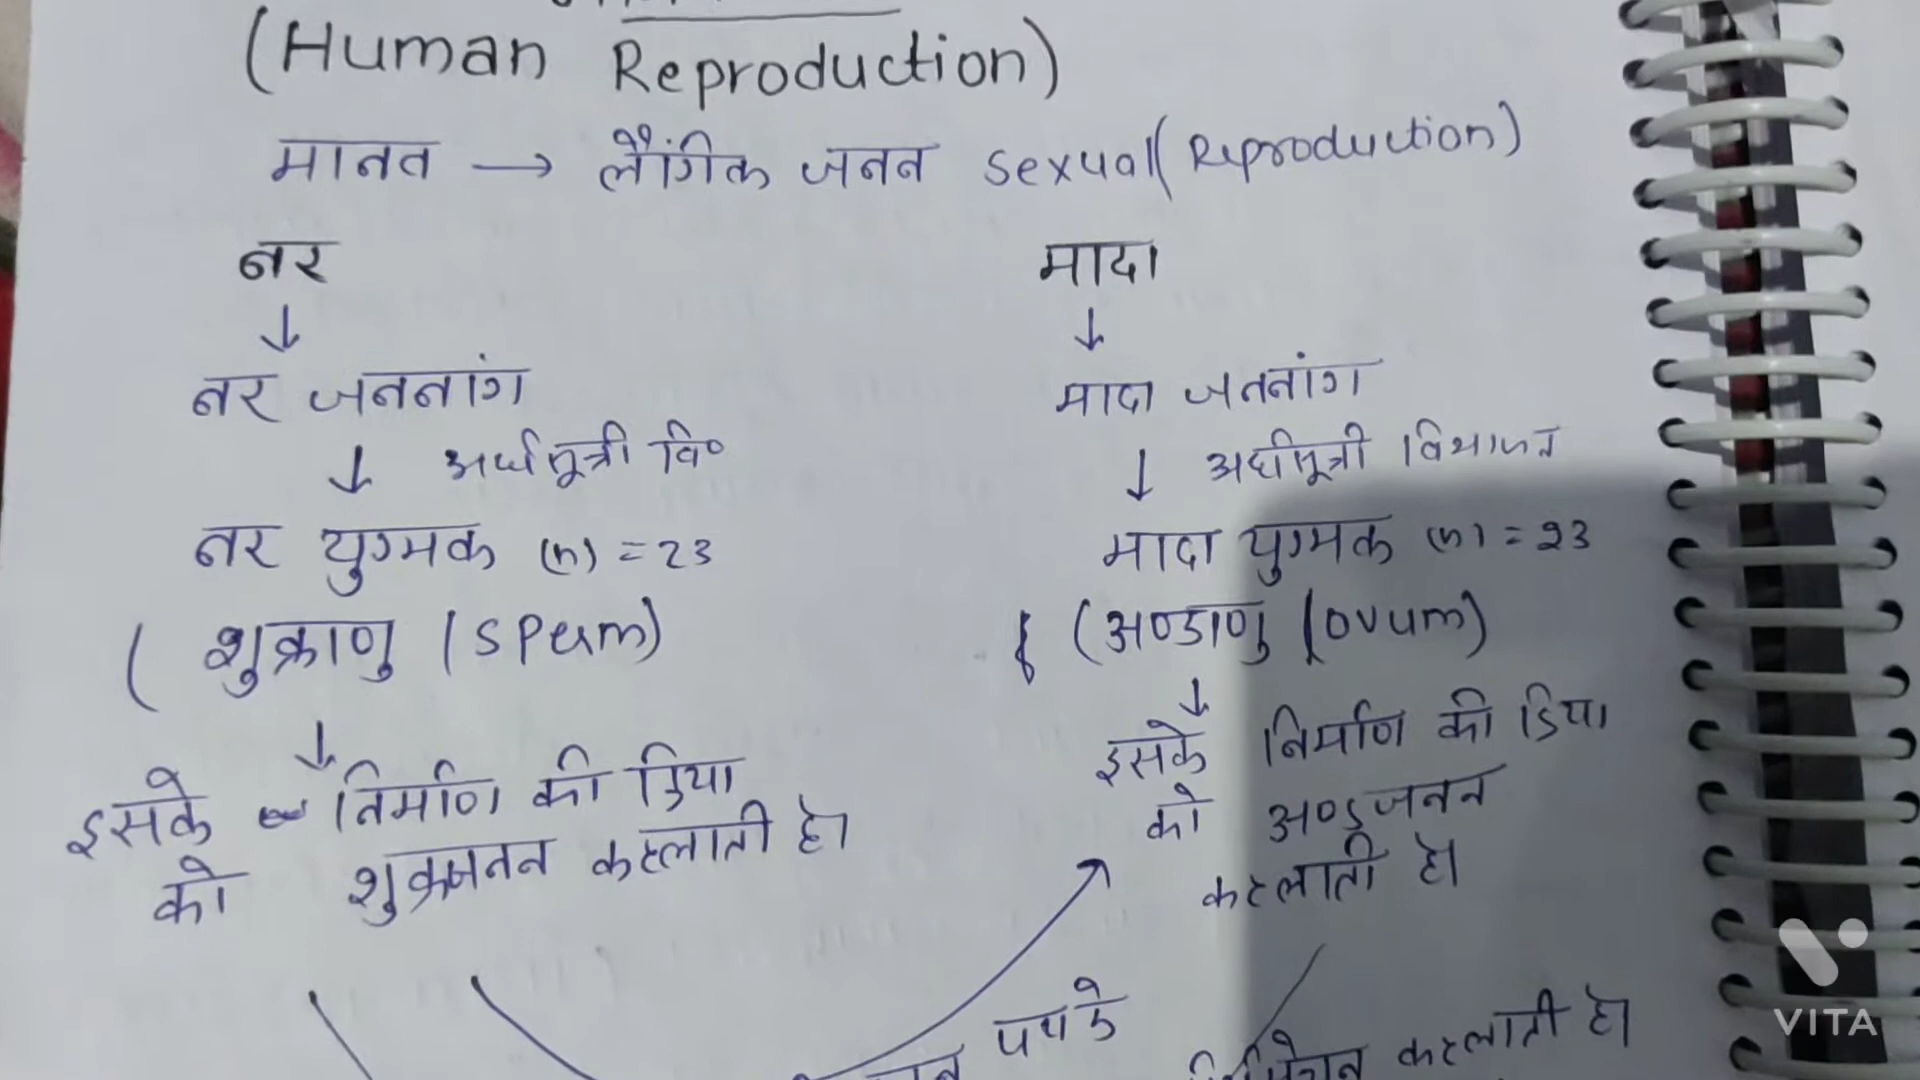 (Human Reproduction)
मानव → लैंगिक जनन sexual (Reproduction)
नर
मादा
↓
↓
नर जननांग
मादा जननांग
↓ अर्धसूत्री वि०
↓ अर्धसूत्री विभाजन
नर युग्मक (n) = 23
मादा युग्मक (n) = 23
( शुक्राणु (sperm)
(अण्डाणु (ovum)
↓
↓
इसके निर्माण की क्रिया
को शुक्रजनन कहलाती है।
इसके निर्माण की क्रिया
को अण्डजनन
कहलाती है।
कहलाती है।
VITA